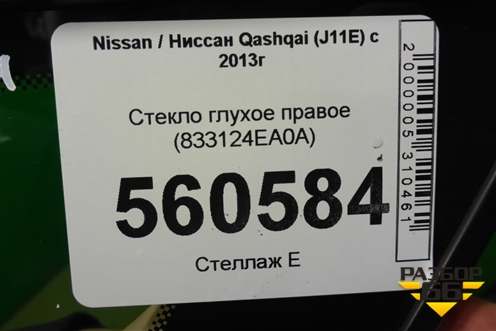 Nissan / Ниссан Qashqai (J11E) с
2013г
Стекло глухое правое
(833124EA0A)
560584
Стеллаж Е
2000005310461
РАЗБОР
66